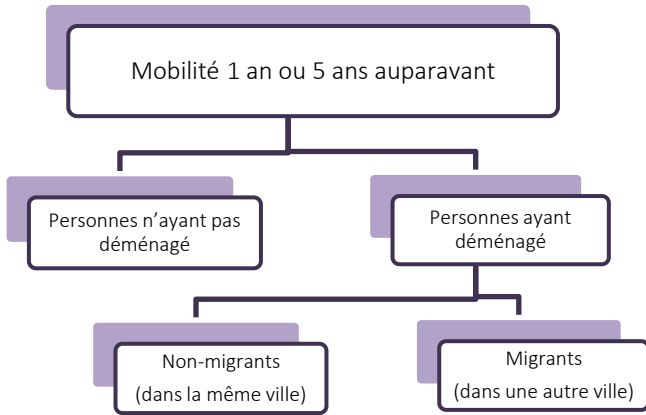 Mobilité 1 an ou 5 ans auparavant
Personnes n’ayant pas
déménagé
Personnes ayant
déménagé
Non-migrants
(dans la même ville)
Migrants
(dans une autre ville)